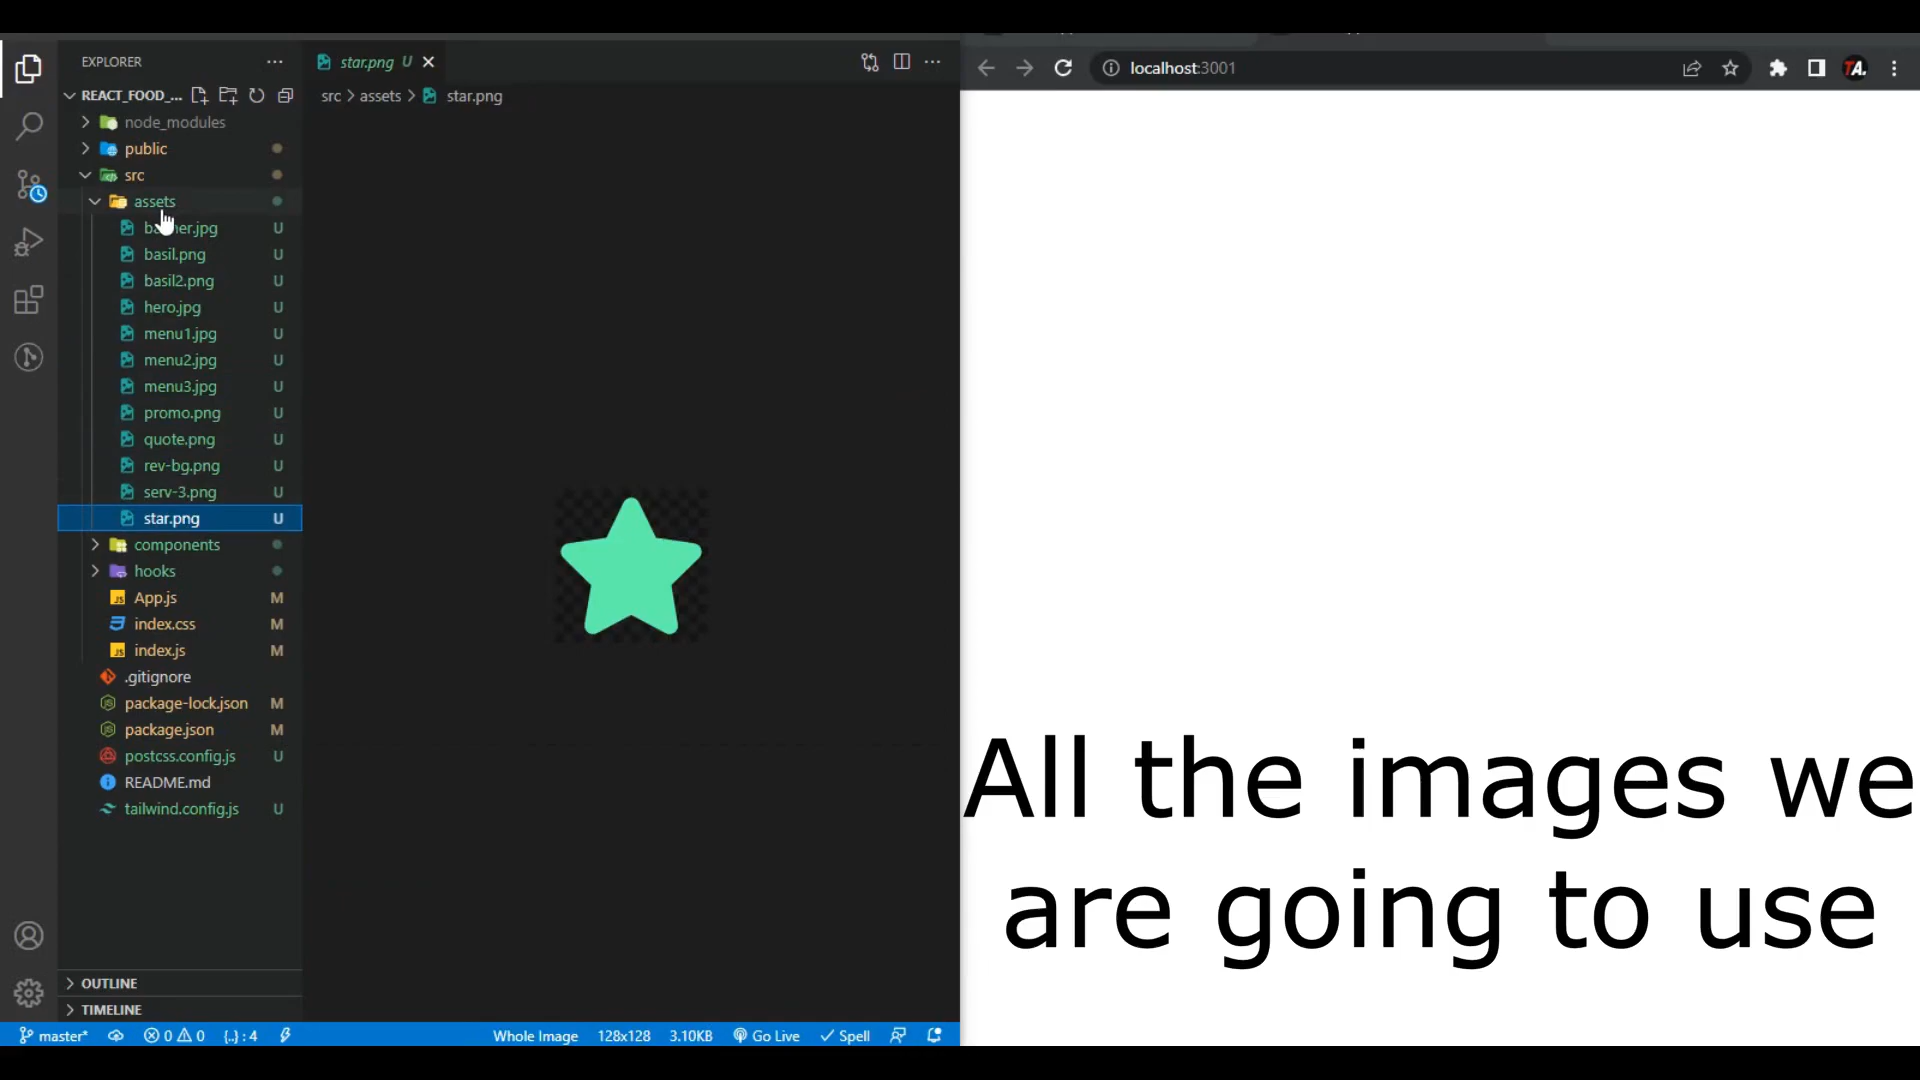 EXPLORER
REACT_FOOD_...
node_modules
public
src
assets
basil.png U
basil2.png U
hero.jpg U
menu1.jpg U
menu2.jpg U
menu3.jpg U
promo.png U
quote.png U
rev-bg.png U
serv-3.png U
star.png U
components
hooks
App.js M
index.css M
index.js M
.gitignore
package-lock.json M
package.json M
postcss.config.js U
README.md
tailwind.config.js U
OUTLINE
TIMELINE
star.png U
src > assets > star.png
master* 0 0 {..} : 4 Whole Image 128x128 3.10KB Go Live Spell
localhost:3001
TA.
All the images we
are going to use